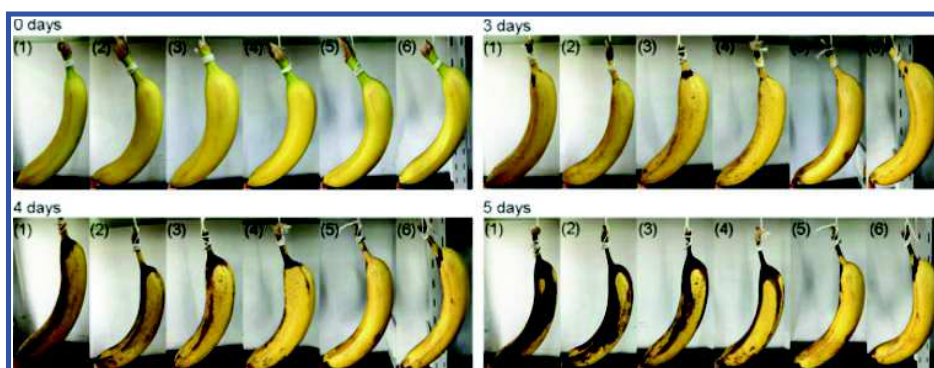 0 days
(1) (2) (3) (4) (5) (6)
3 days
(1) (2) (3) (4) (5) (6)
4 days
(1) (2) (3) (4) (5) (6)
5 days
(1) (2) (3) (4) (5) (6)